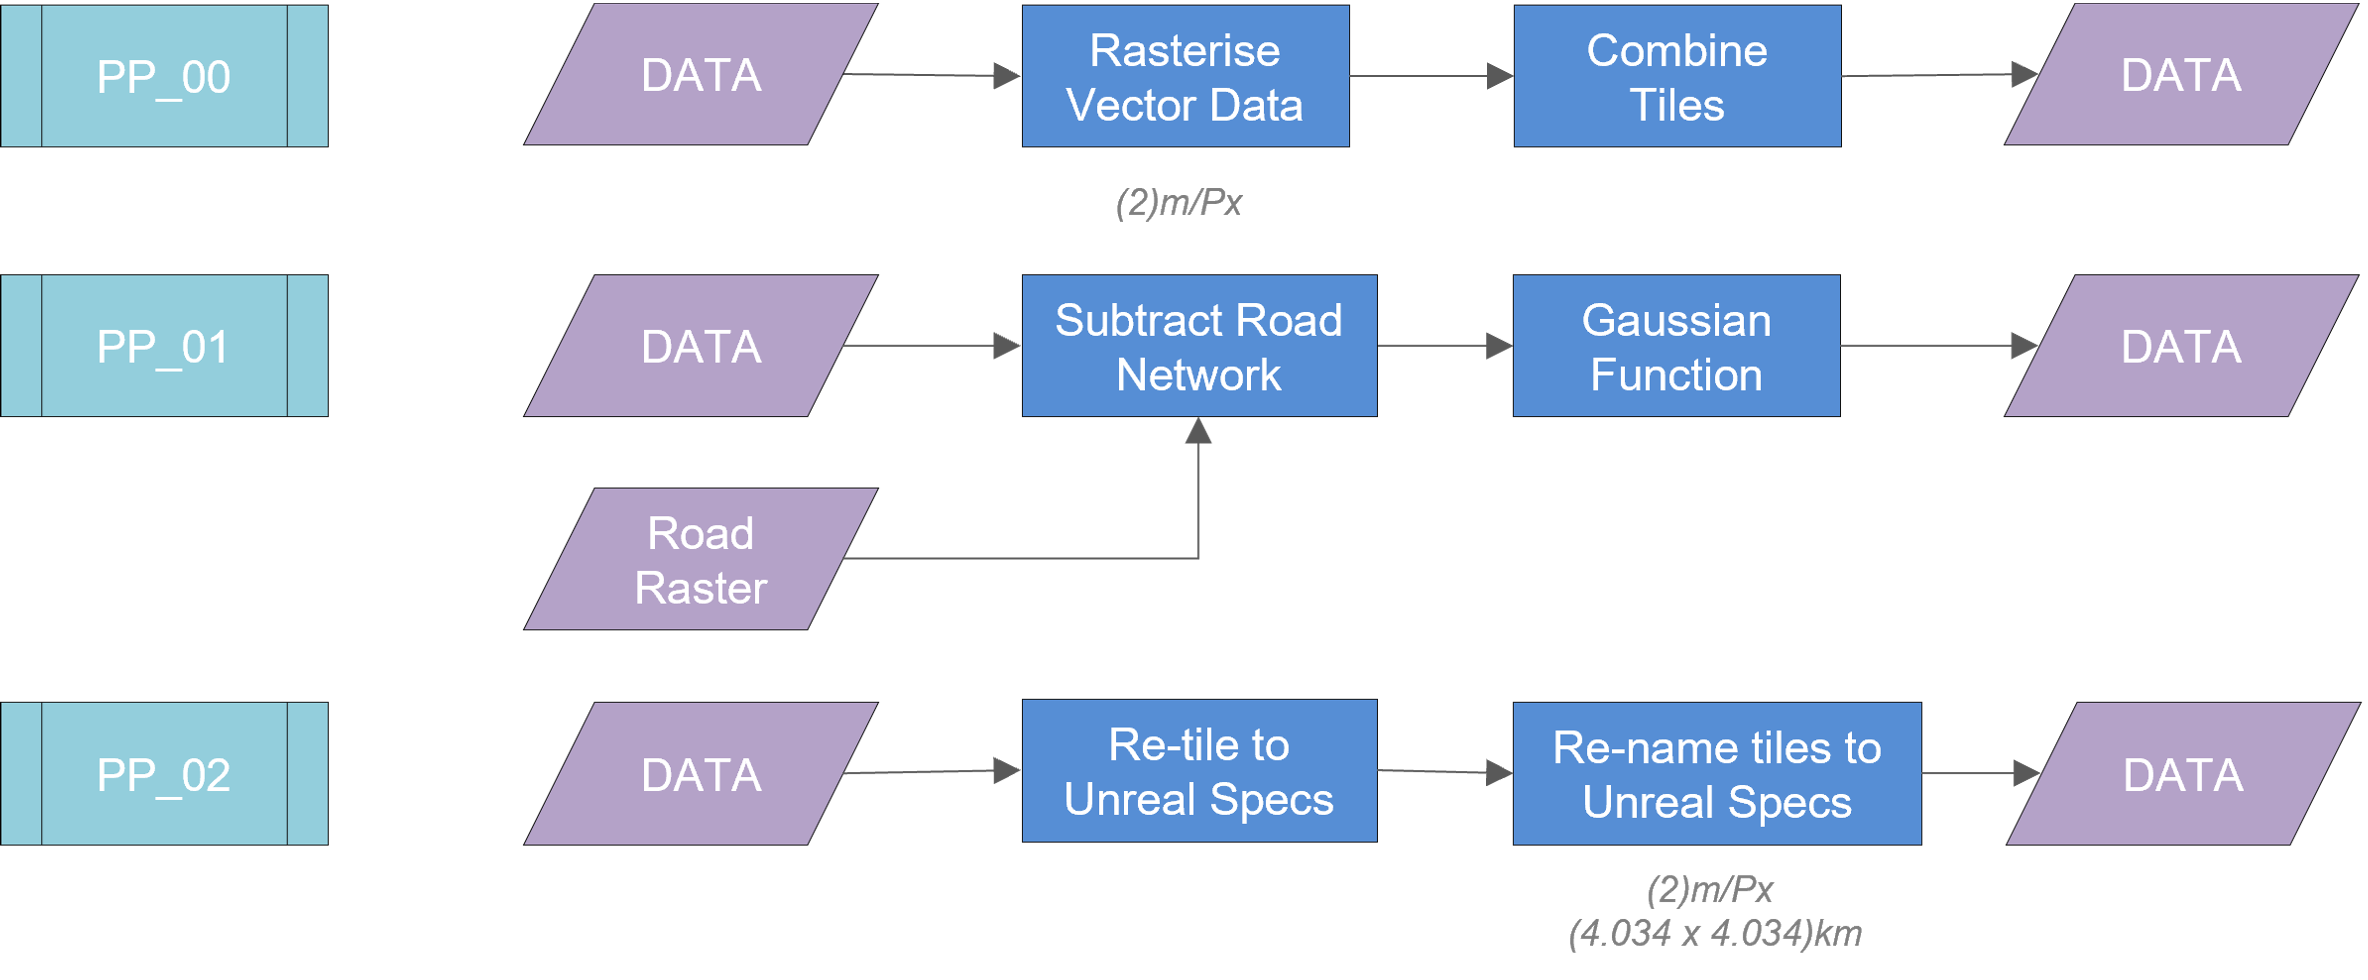 PP_00
DATA
Rasterise
Vector Data
Combine
Tiles
DATA
(2)m/Px
PP_01
DATA
Subtract Road
Network
Gaussian
Function
DATA
Road
Raster
PP_02
DATA
Re-tile to
Unreal Specs
Re-name tiles to
Unreal Specs
DATA
(2)m/Px
(4.034 x 4.034)km